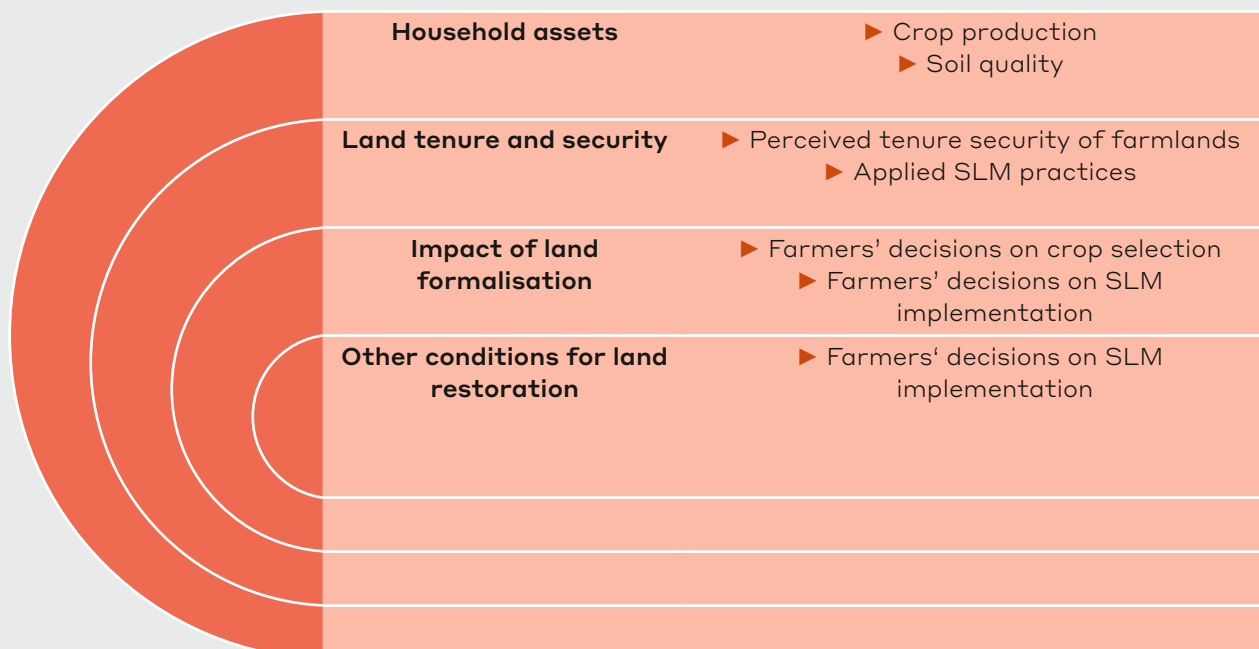 Household assets
► Crop production
► Soil quality
Land tenure and security
► Perceived tenure security of farmlands
► Applied SLM practices
Impact of land
formalisation
► Farmers’ decisions on crop selection
► Farmers’ decisions on SLM
implementation
Other conditions for land
restoration
► Farmers‘ decisions on SLM
implementation